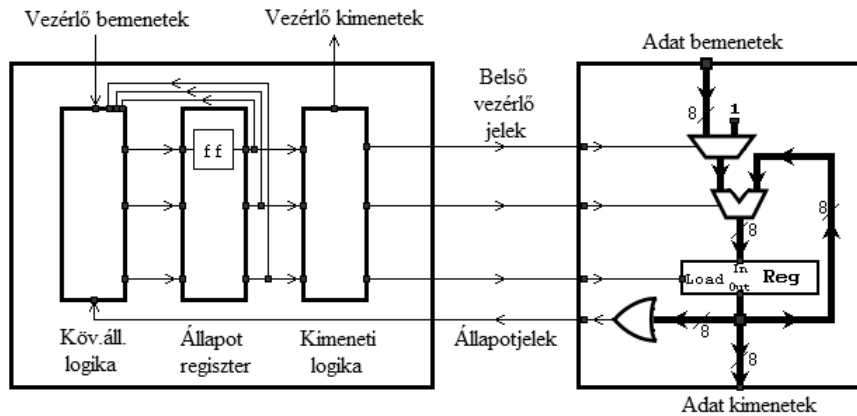 Vezérlő bemenetek
Vezérlő kimenetek
Adat bemenetek
Belső
vezérlő
jelek
8
1
ff
8
8
Load
In
Out
Reg
8
8
Köv.áll.
logika
Állapot
regiszter
Kimeneti
logika
Állapotjelek
Adat kimenetek